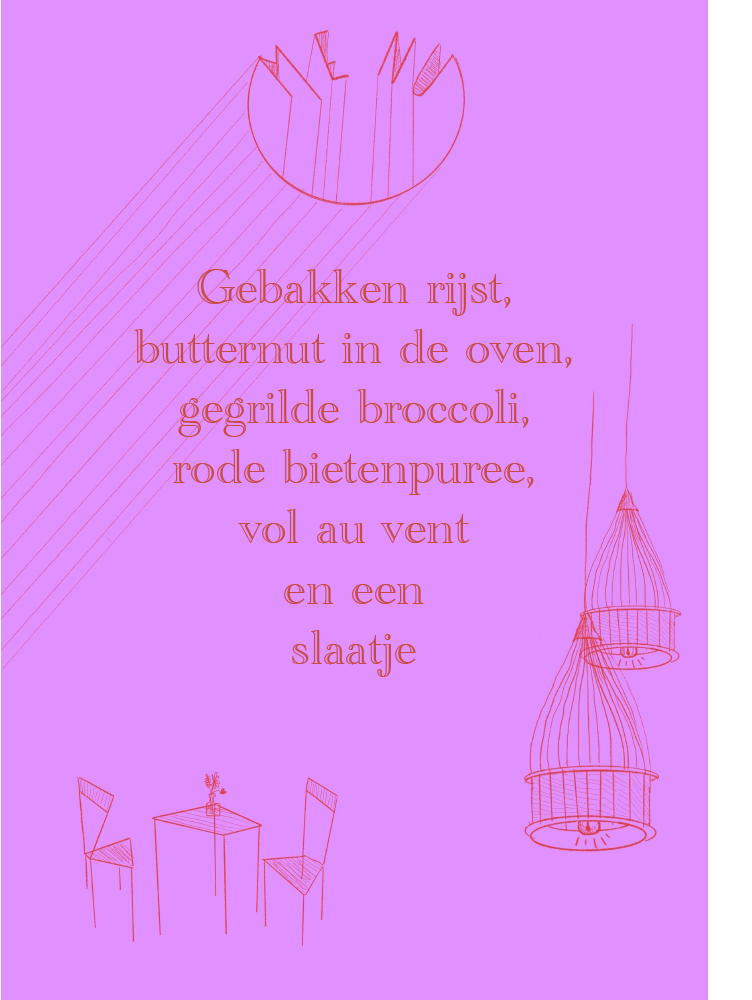 Gebakken rijst,
butternut in de oven,
gegrilde broccoli,
rode bietenpuree,
vol au vent
en een
slaatje